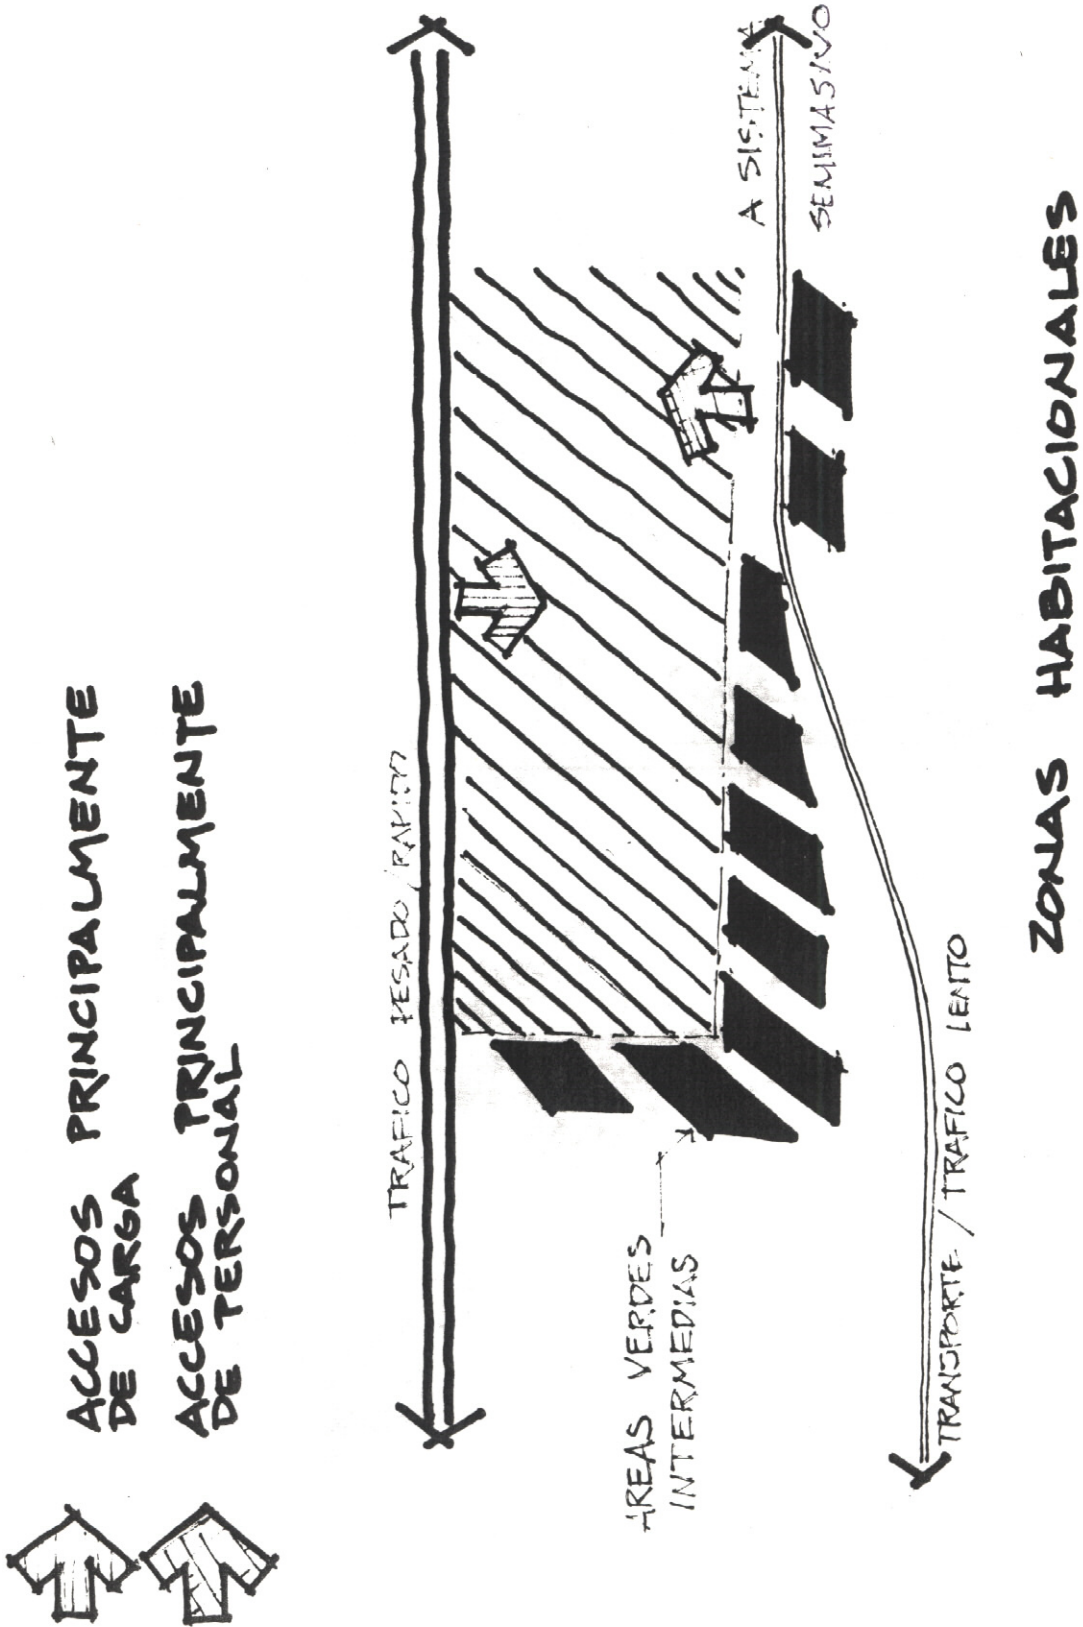 ACCESOS PRINCIPALMENTE
DE CARGA
ACCESOS PRINCIPALMENTE
DE PERSONAL
TRAFICO PESADO/RAPIDO
A SISTEMA
SEMIMASIVO
AREAS VERDES
INTERMEDIAS
TRANSPORTE/TRAFICO LENTO
ZONAS HABITACIONALES